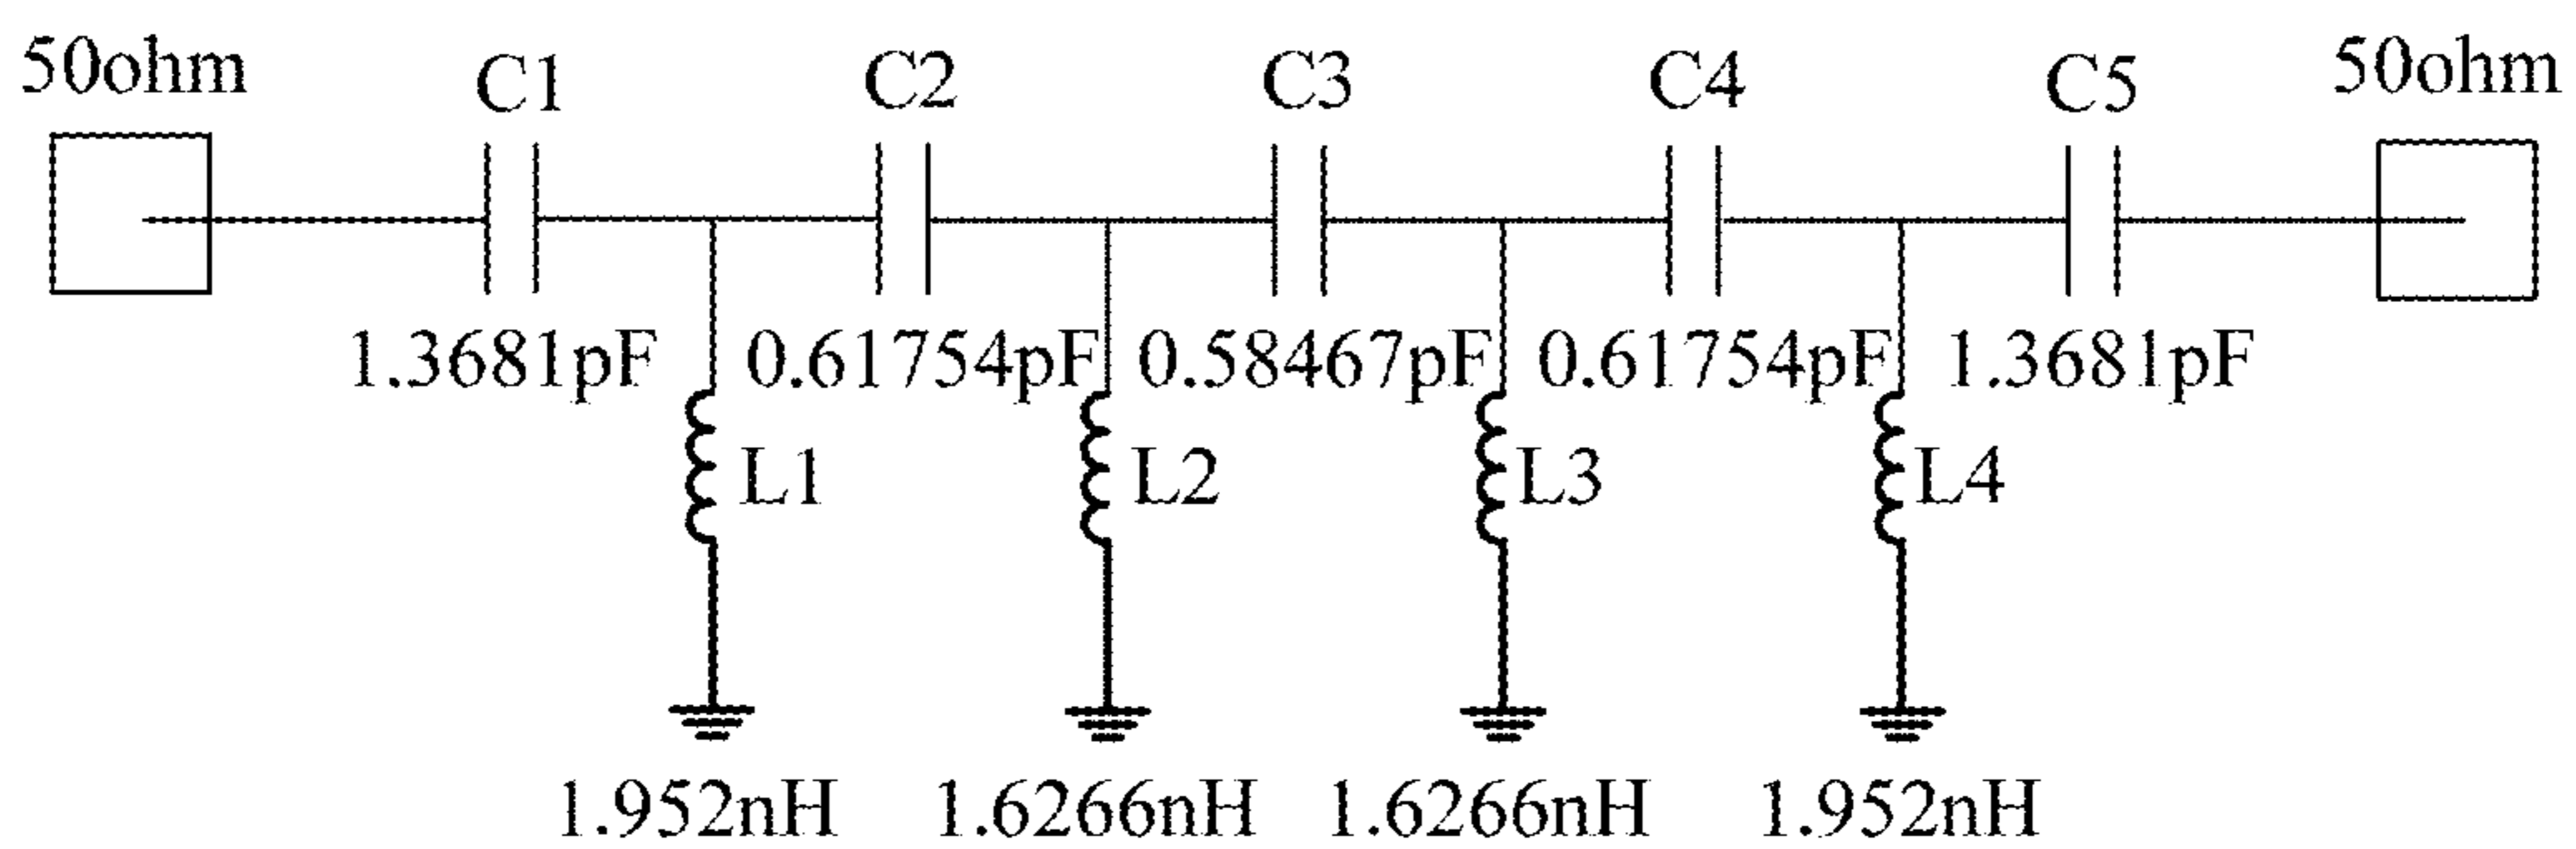 50ohm C1 C2 C3 C4 C5 50ohm
1.3681pF 0.61754pF 0.58467pF 0.61754pF 1.3681pF
L1 L2 L3 L4
1.952nH 1.6266nH 1.6266nH 1.952nH